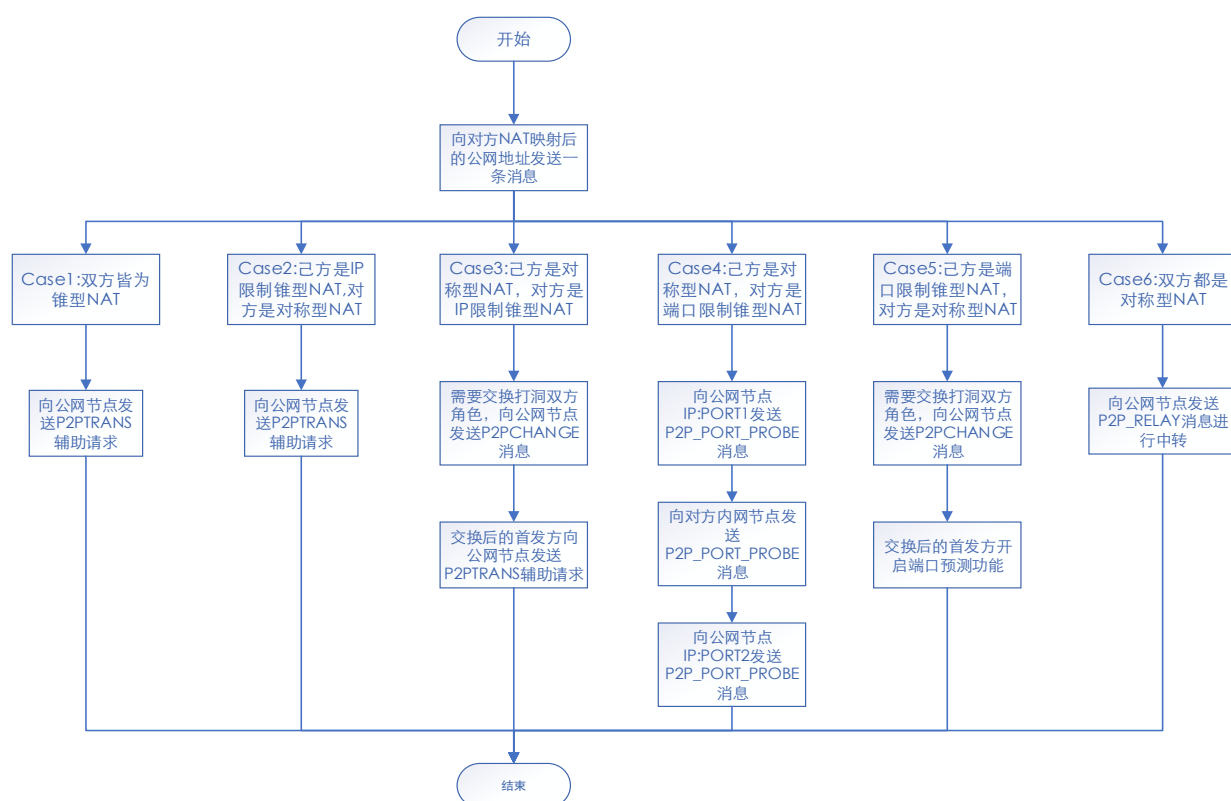 开始
向对方NAT映射后
的公网地址发送一
条消息
Case1:双方皆为
锥型NAT
Case2:己方是IP
限制锥型NAT,对
方是对称型NAT
Case3:己方是对
称型NAT，对方是
IP限制锥型NAT
Case4:己方是对
称型NAT，对方是
端口限制锥型NAT
Case5:己方是端
口限制锥型NAT，
对方是对称型NAT
Case6:双方都是
对称型NAT
向公网节点发
送P2PTRANS
辅助请求
向公网节点发
送P2PTRANS
辅助请求
需要交换打洞双方
角色，向公网节点
发送P2PCHANGE
消息
向公网节点
IP:PORT1发送
P2P_PORT_PROBE
消息
需要交换打洞双方
角色，向公网节点
发送P2PCHANGE
消息
向公网节点发送
P2P_RELAY消息进
行中转
交换后的首发方向
公网节点发送
P2PTRANS辅助请求
向对方内网节点发
送
P2P_PORT_PROBE
消息
交换后的首发方开
启端口预测功能
向公网节点
IP:PORT2发送
P2P_PORT_PROBE
消息
结束